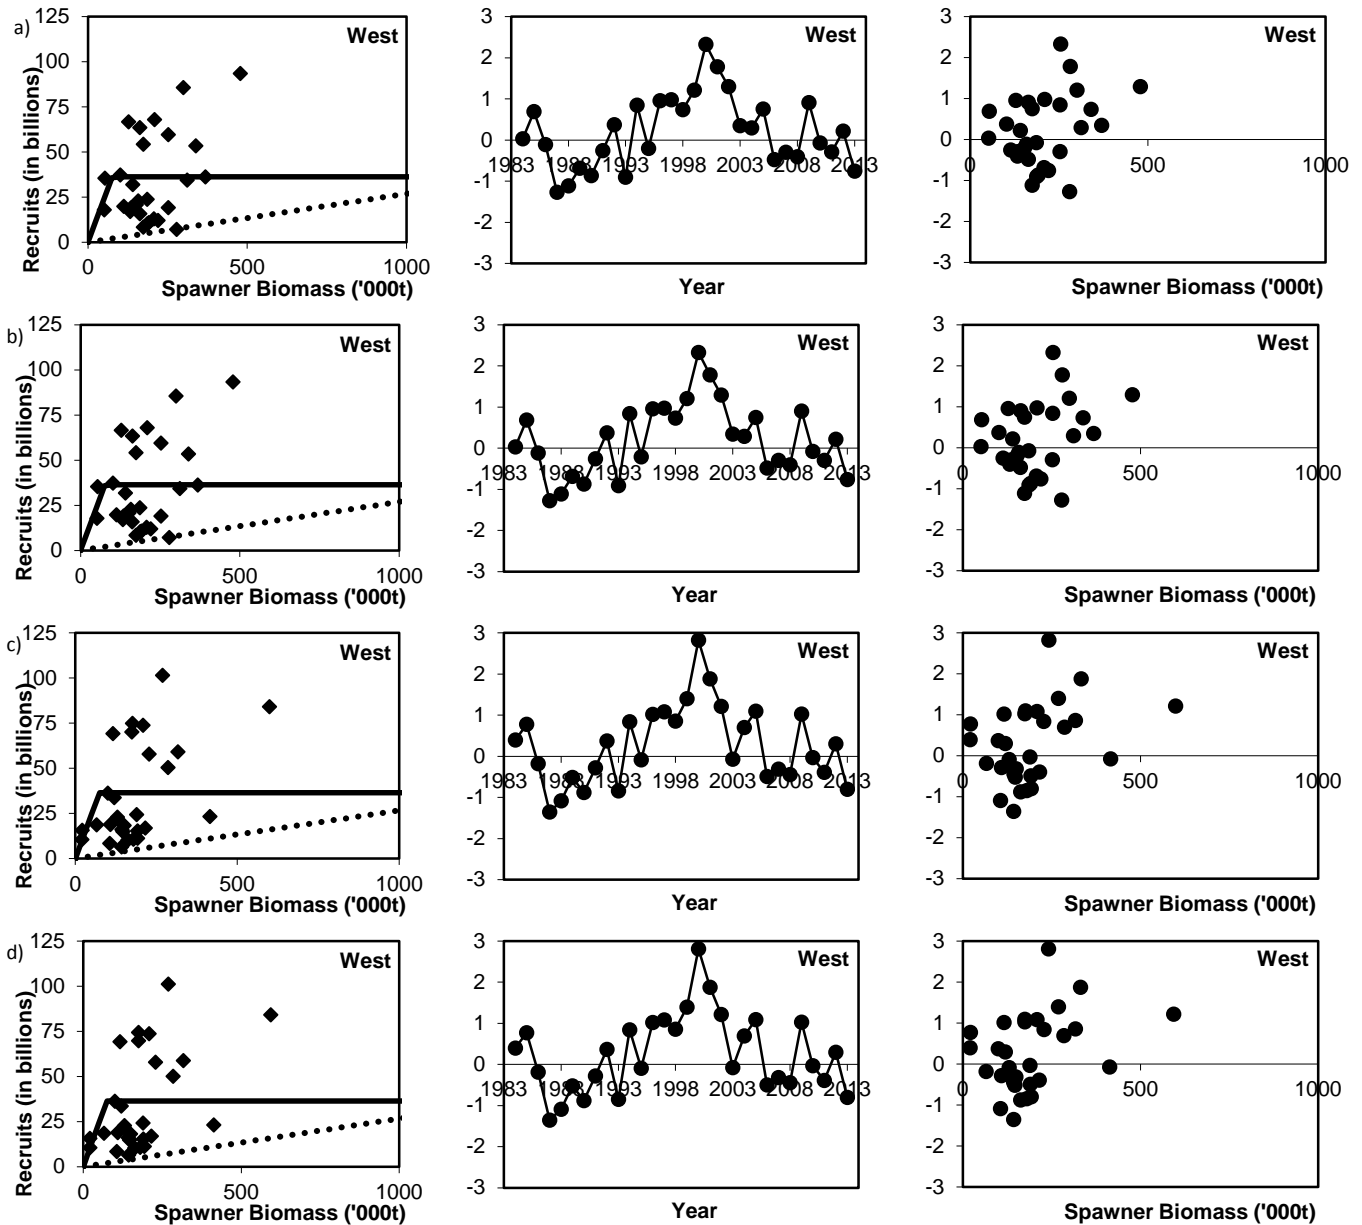 a)
Recruits (in billions)
125
100
75
50
25
0
0 500 1000
Spawner Biomass ('000t)
West
3
2
1
0
-1
-2
-3
1983 1988 1993 1998 2003 2008 2013
Year
West
3
2
1
0
-1
-2
-3
500 1000
Spawner Biomass ('000t)
West
b)
Recruits (in billions)
125
100
75
50
25
0
0 500 1000
Spawner Biomass ('000t)
West
3
2
1
0
-1
-2
-3
1983 1988 1993 1998 2003 2008 2013
Year
West
3
2
1
0
-1
-2
-3
500 1000
Spawner Biomass ('000t)
West
c)
Recruits (in billions)
125
100
75
50
25
0
0 500 1000
Spawner Biomass ('000t)
West
3
2
1
0
-1
-2
-3
1983 1988 1993 1998 2003 2008 2013
Year
West
3
2
1
0
-1
-2
-3
500 1000
Spawner Biomass ('000t)
West
d)
Recruits (in billions)
125
100
75
50
25
0
0 500 1000
Spawner Biomass ('000t)
West
3
2
1
0
-1
-2
-3
1983 1988 1993 1998 2003 2008 2013
Year
West
3
2
1
0
-1
-2
-3
500 1000
Spawner Biomass ('000t)
West